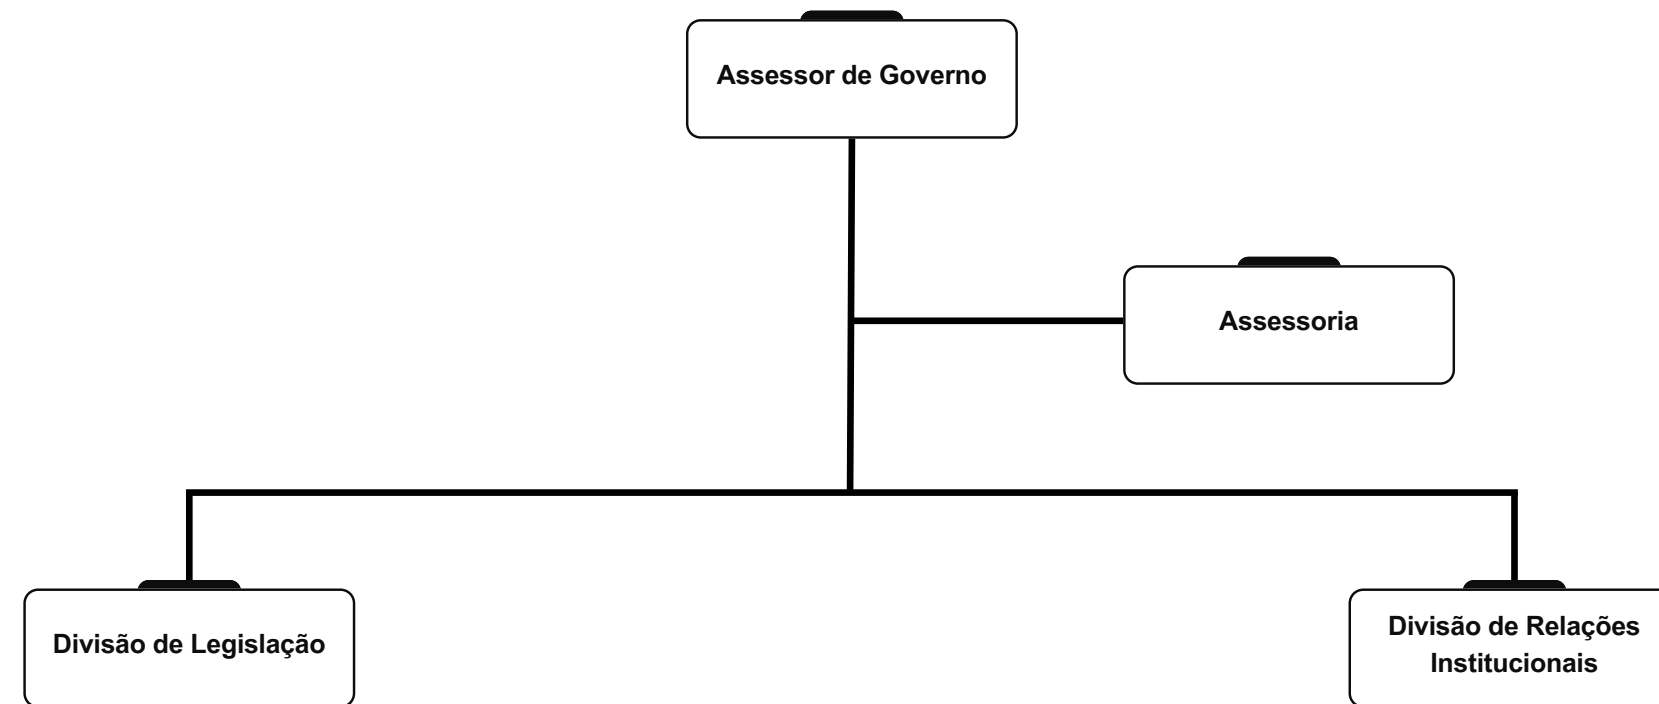 Assessor de Governo
Assessoria
Divisão de Legislação
Divisão de Relações
Institucionais